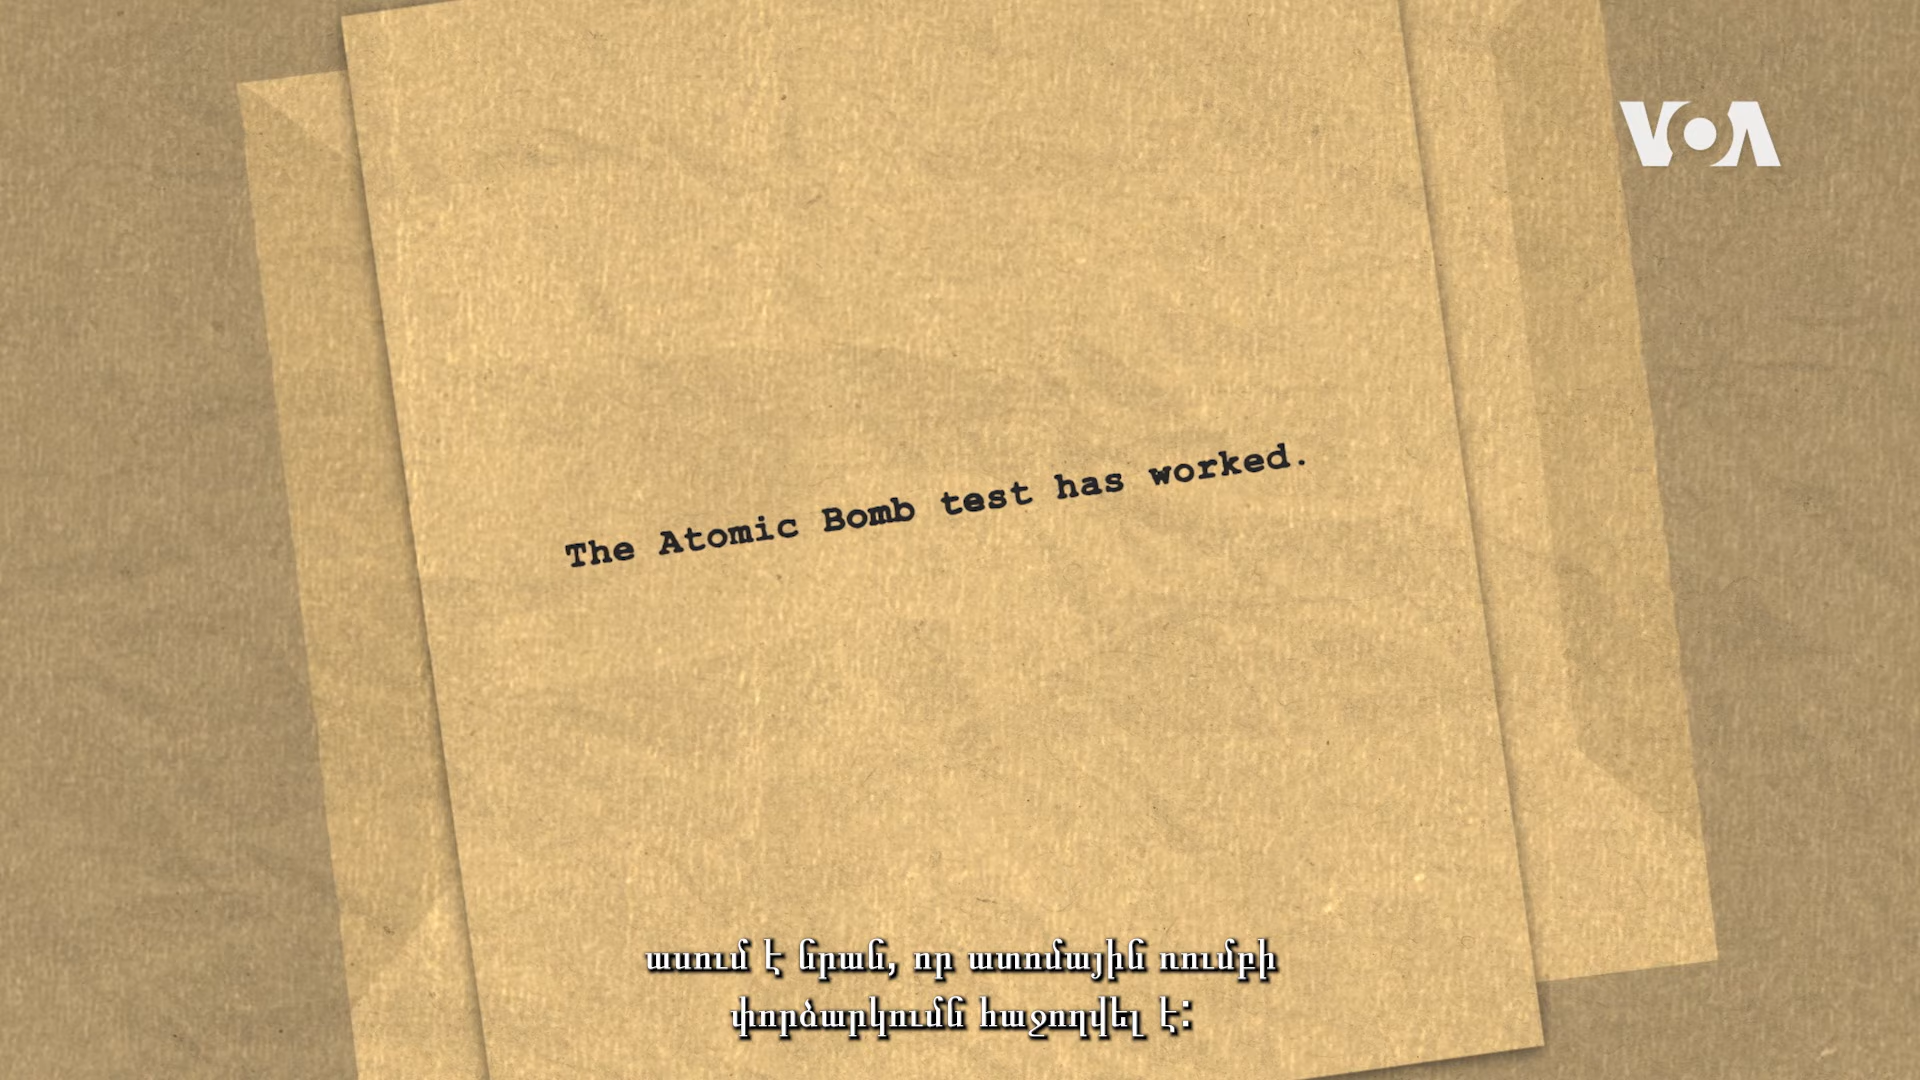 VOA
The Atomic Bomb test has worked.
ասում է նրան, որ ատոմային ռումբի
փորձարկումն հաջողվել է: